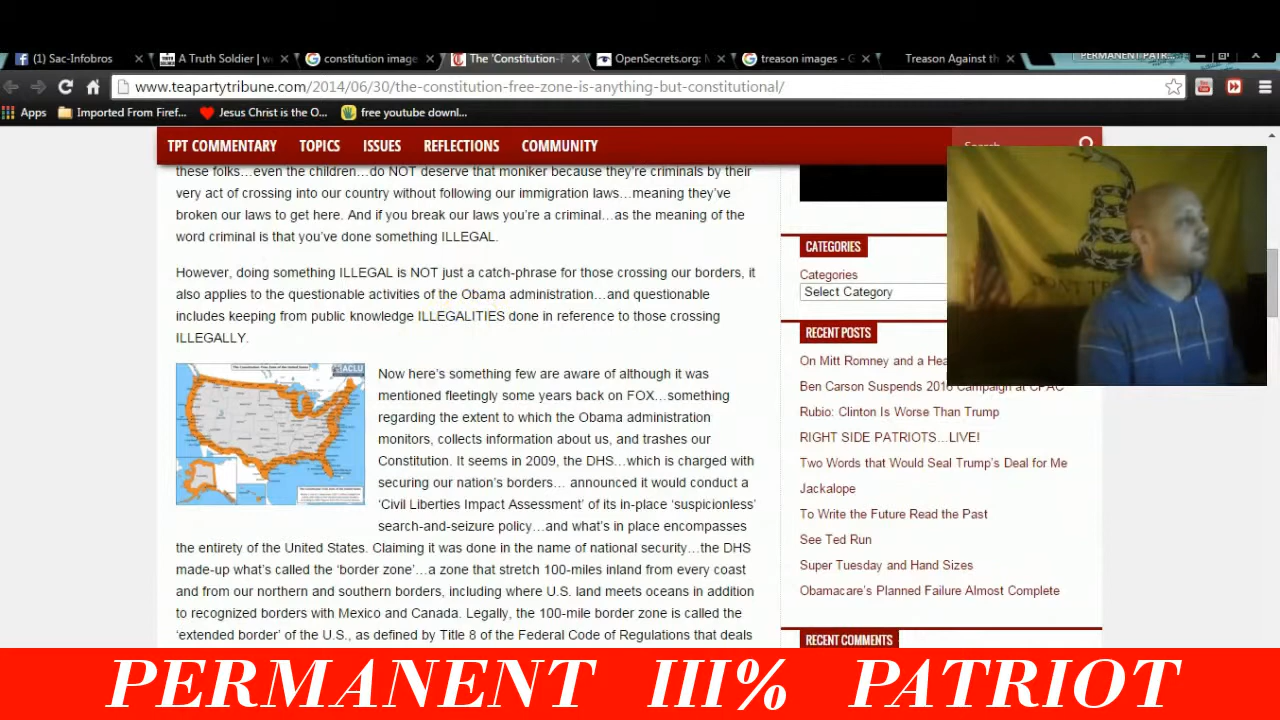 (1) Sac-Infobros
A Truth Soldier | w
constitution image
The 'Constitution-F
OpenSecrets.org: M
treason images - G
Treason Against th
PERMANENT PATR...
www.teapartytribune.com/2014/06/30/the-constitution-free-zone-is-anything-but-constitutional/
Apps
Imported From Firef...
Jesus Christ is the O...
free youtube downl...
TPT COMMENTARY
TOPICS
ISSUES
REFLECTIONS
COMMUNITY
Search
these folks…even the children…do NOT deserve that moniker because they're criminals by their
very act of crossing into our country without following our immigration laws…meaning they've
broken our laws to get here. And if you break our laws you're a criminal…as the meaning of the
word criminal is that you've done something ILLEGAL.
However, doing something ILLEGAL is NOT just a catch-phrase for those crossing our borders, it
also applies to the questionable activities of the Obama administration…and questionable
includes keeping from public knowledge ILLEGALITIES done in reference to those crossing
ILLEGALLY.
ACLU
Now here's something few are aware of although it was
mentioned fleetingly some years back on FOX…something
regarding the extent to which the Obama administration
monitors, collects information about us, and trashes our
Constitution. It seems in 2009, the DHS…which is charged with
securing our nation's borders… announced it would conduct a
'Civil Liberties Impact Assessment' of its in-place 'suspicionless'
search-and-seizure policy…and what's in place encompasses
the entirety of the United States. Claiming it was done in the name of national security…the DHS
made-up what's called the 'border zone'…a zone that stretch 100-miles inland from every coast
and from our northern and southern borders, including where U.S. land meets oceans in addition
to recognized borders with Mexico and Canada. Legally, the 100-mile border zone is called the
'extended border' of the U.S., as defined by Title 8 of the Federal Code of Regulations that deals
CATEGORIES
Categories
Select Category
RECENT POSTS
On Mitt Romney and a Hea
Ben Carson Suspends 2016 Campaign at CPAC
Rubio: Clinton Is Worse Than Trump
RIGHT SIDE PATRIOTS…LIVE!
Two Words that Would Seal Trump's Deal for Me
Jackalope
To Write the Future Read the Past
See Ted Run
Super Tuesday and Hand Sizes
Obamacare's Planned Failure Almost Complete
RECENT COMMENTS
PERMANENT III% PATRIOT